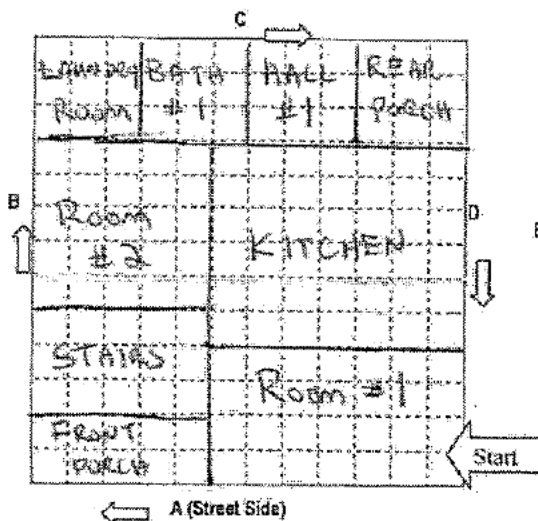 C
LAUNDRY ROOM
BATH #1
HALL #1
REAR PORCH
B
ROOM #2
KITCHEN
D
E
STAIRS
ROOM #1
FRONT PORCH
Start
A (Street Side)